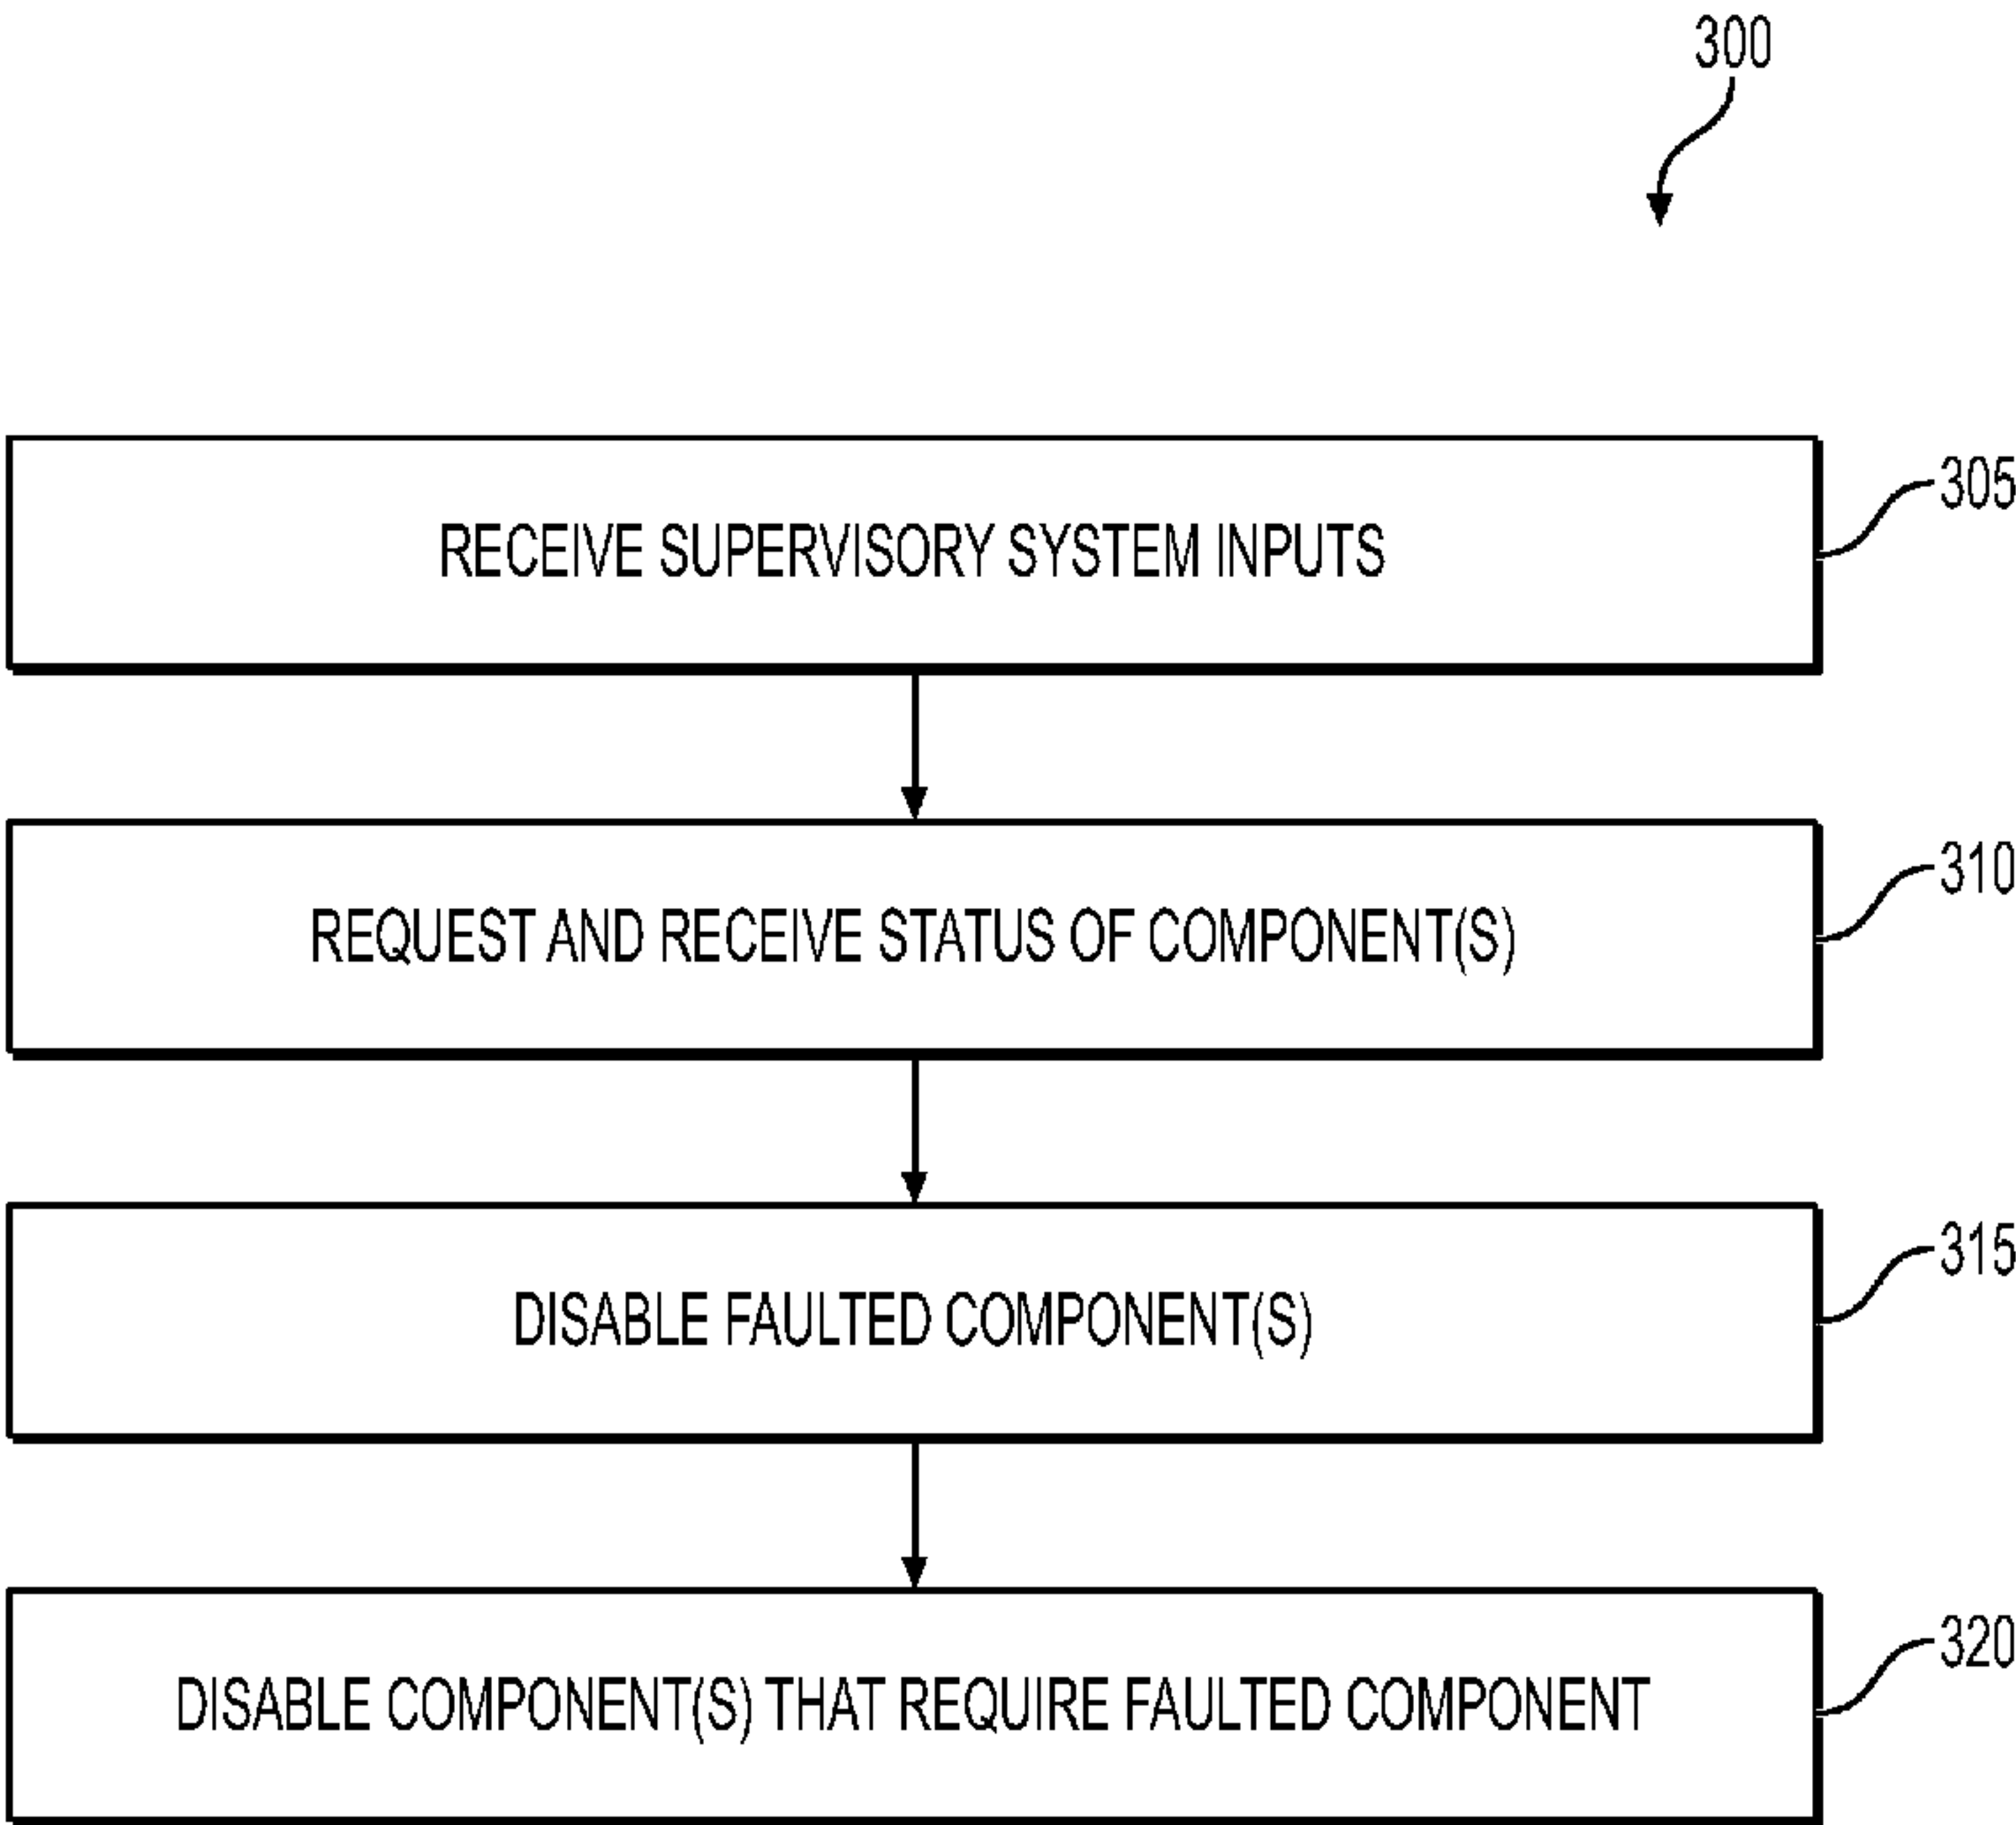 300
RECEIVE SUPERVISORY SYSTEM INPUTS
305
REQUEST AND RECEIVE STATUS OF COMPONENT(S)
310
DISABLE FAULTED COMPONENT(S)
315
DISABLE COMPONENT(S) THAT REQUIRE FAULTED COMPONENT
320